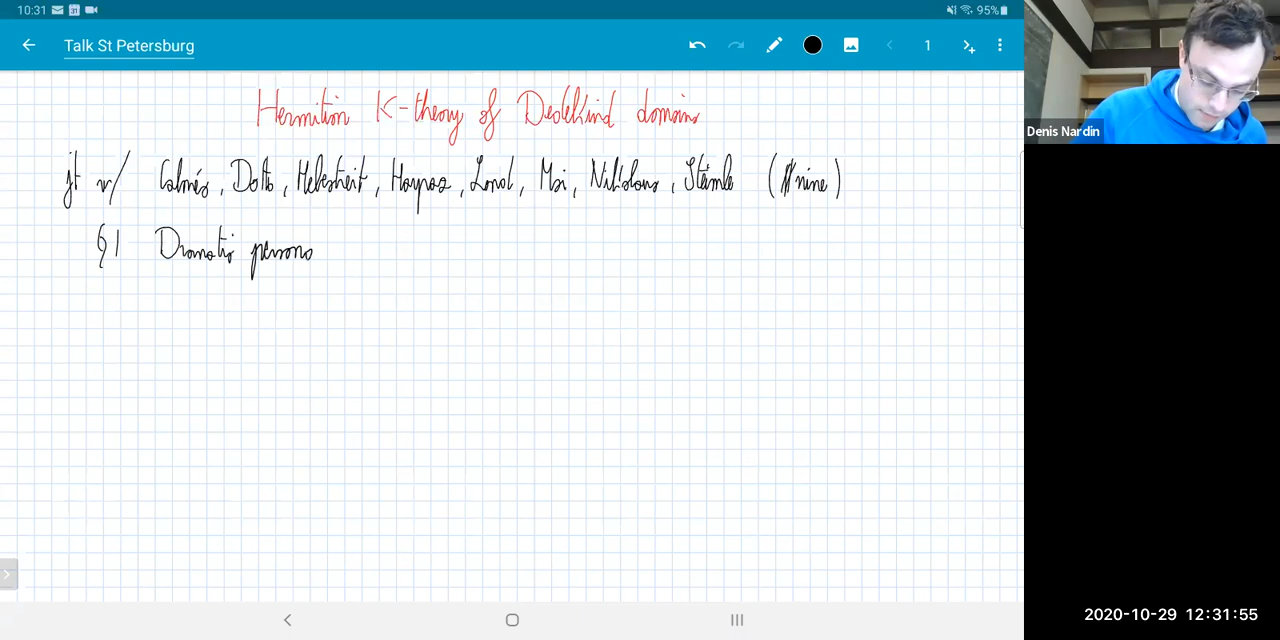 10:31 95%
Talk St Petersburg 1
Hermitian K-theory of Dedekind domains
jt w/ Calmès, Dotto, Hebestreit, Harpaz, Land, Moi, Nikolaus, Steimle (nine)
§1 Dramatis persona
Denis Nardin
2020-10-29 12:31:55